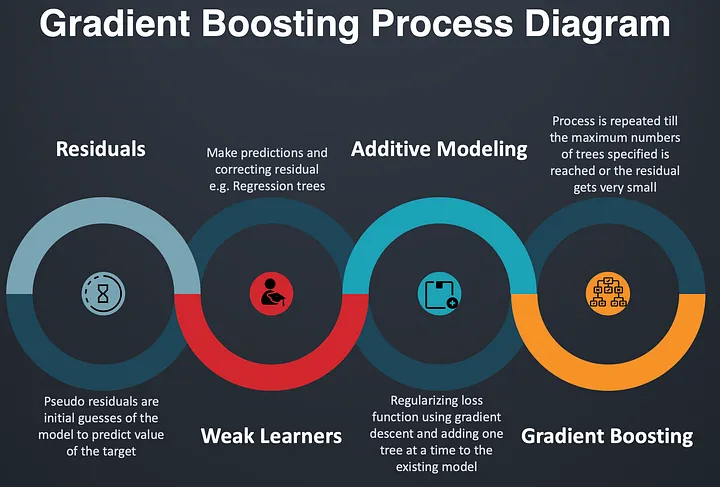 Gradient Boosting Process Diagram
Residuals
Pseudo residuals are
initial guesses of the
model to predict value
of the target
Make predictions and
correcting residual
e.g. Regression trees
Weak Learners
Additive Modeling
Regularizing loss
function using gradient
descent and adding one
tree at a time to the
existing model
Process is repeated till
the maximum numbers
of trees specified is
reached or the residual
gets very small
Gradient Boosting